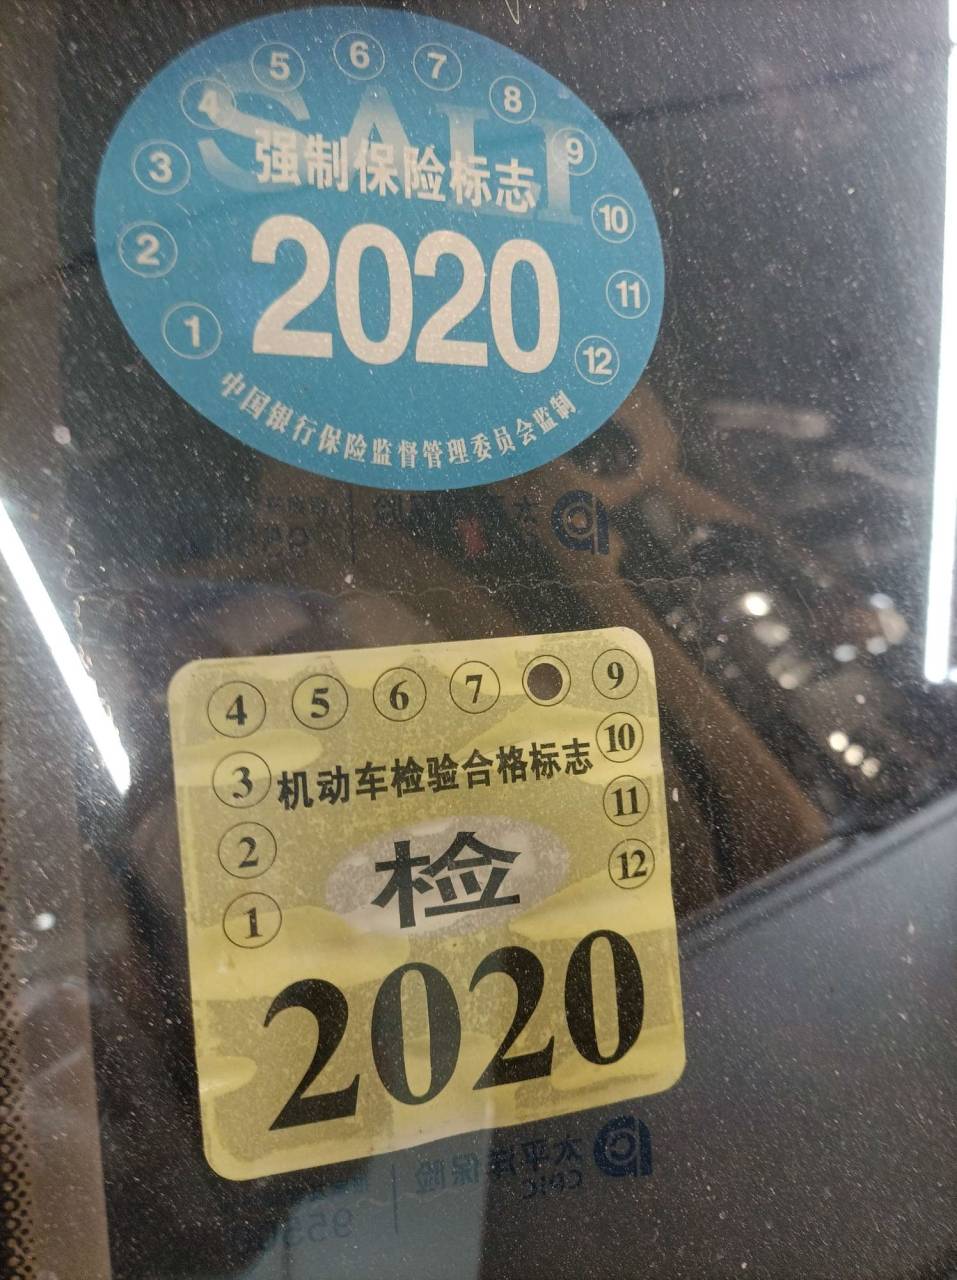 SALI
1 2 3 4 5 6 7 8 9 10 11 12
强制保险标志
2020
中国银行保险监督管理委员会监制
1 2 3 4 5 6 7 9 10 11 12
机动车检验合格标志
检
2020
太平洋保险
CPIC